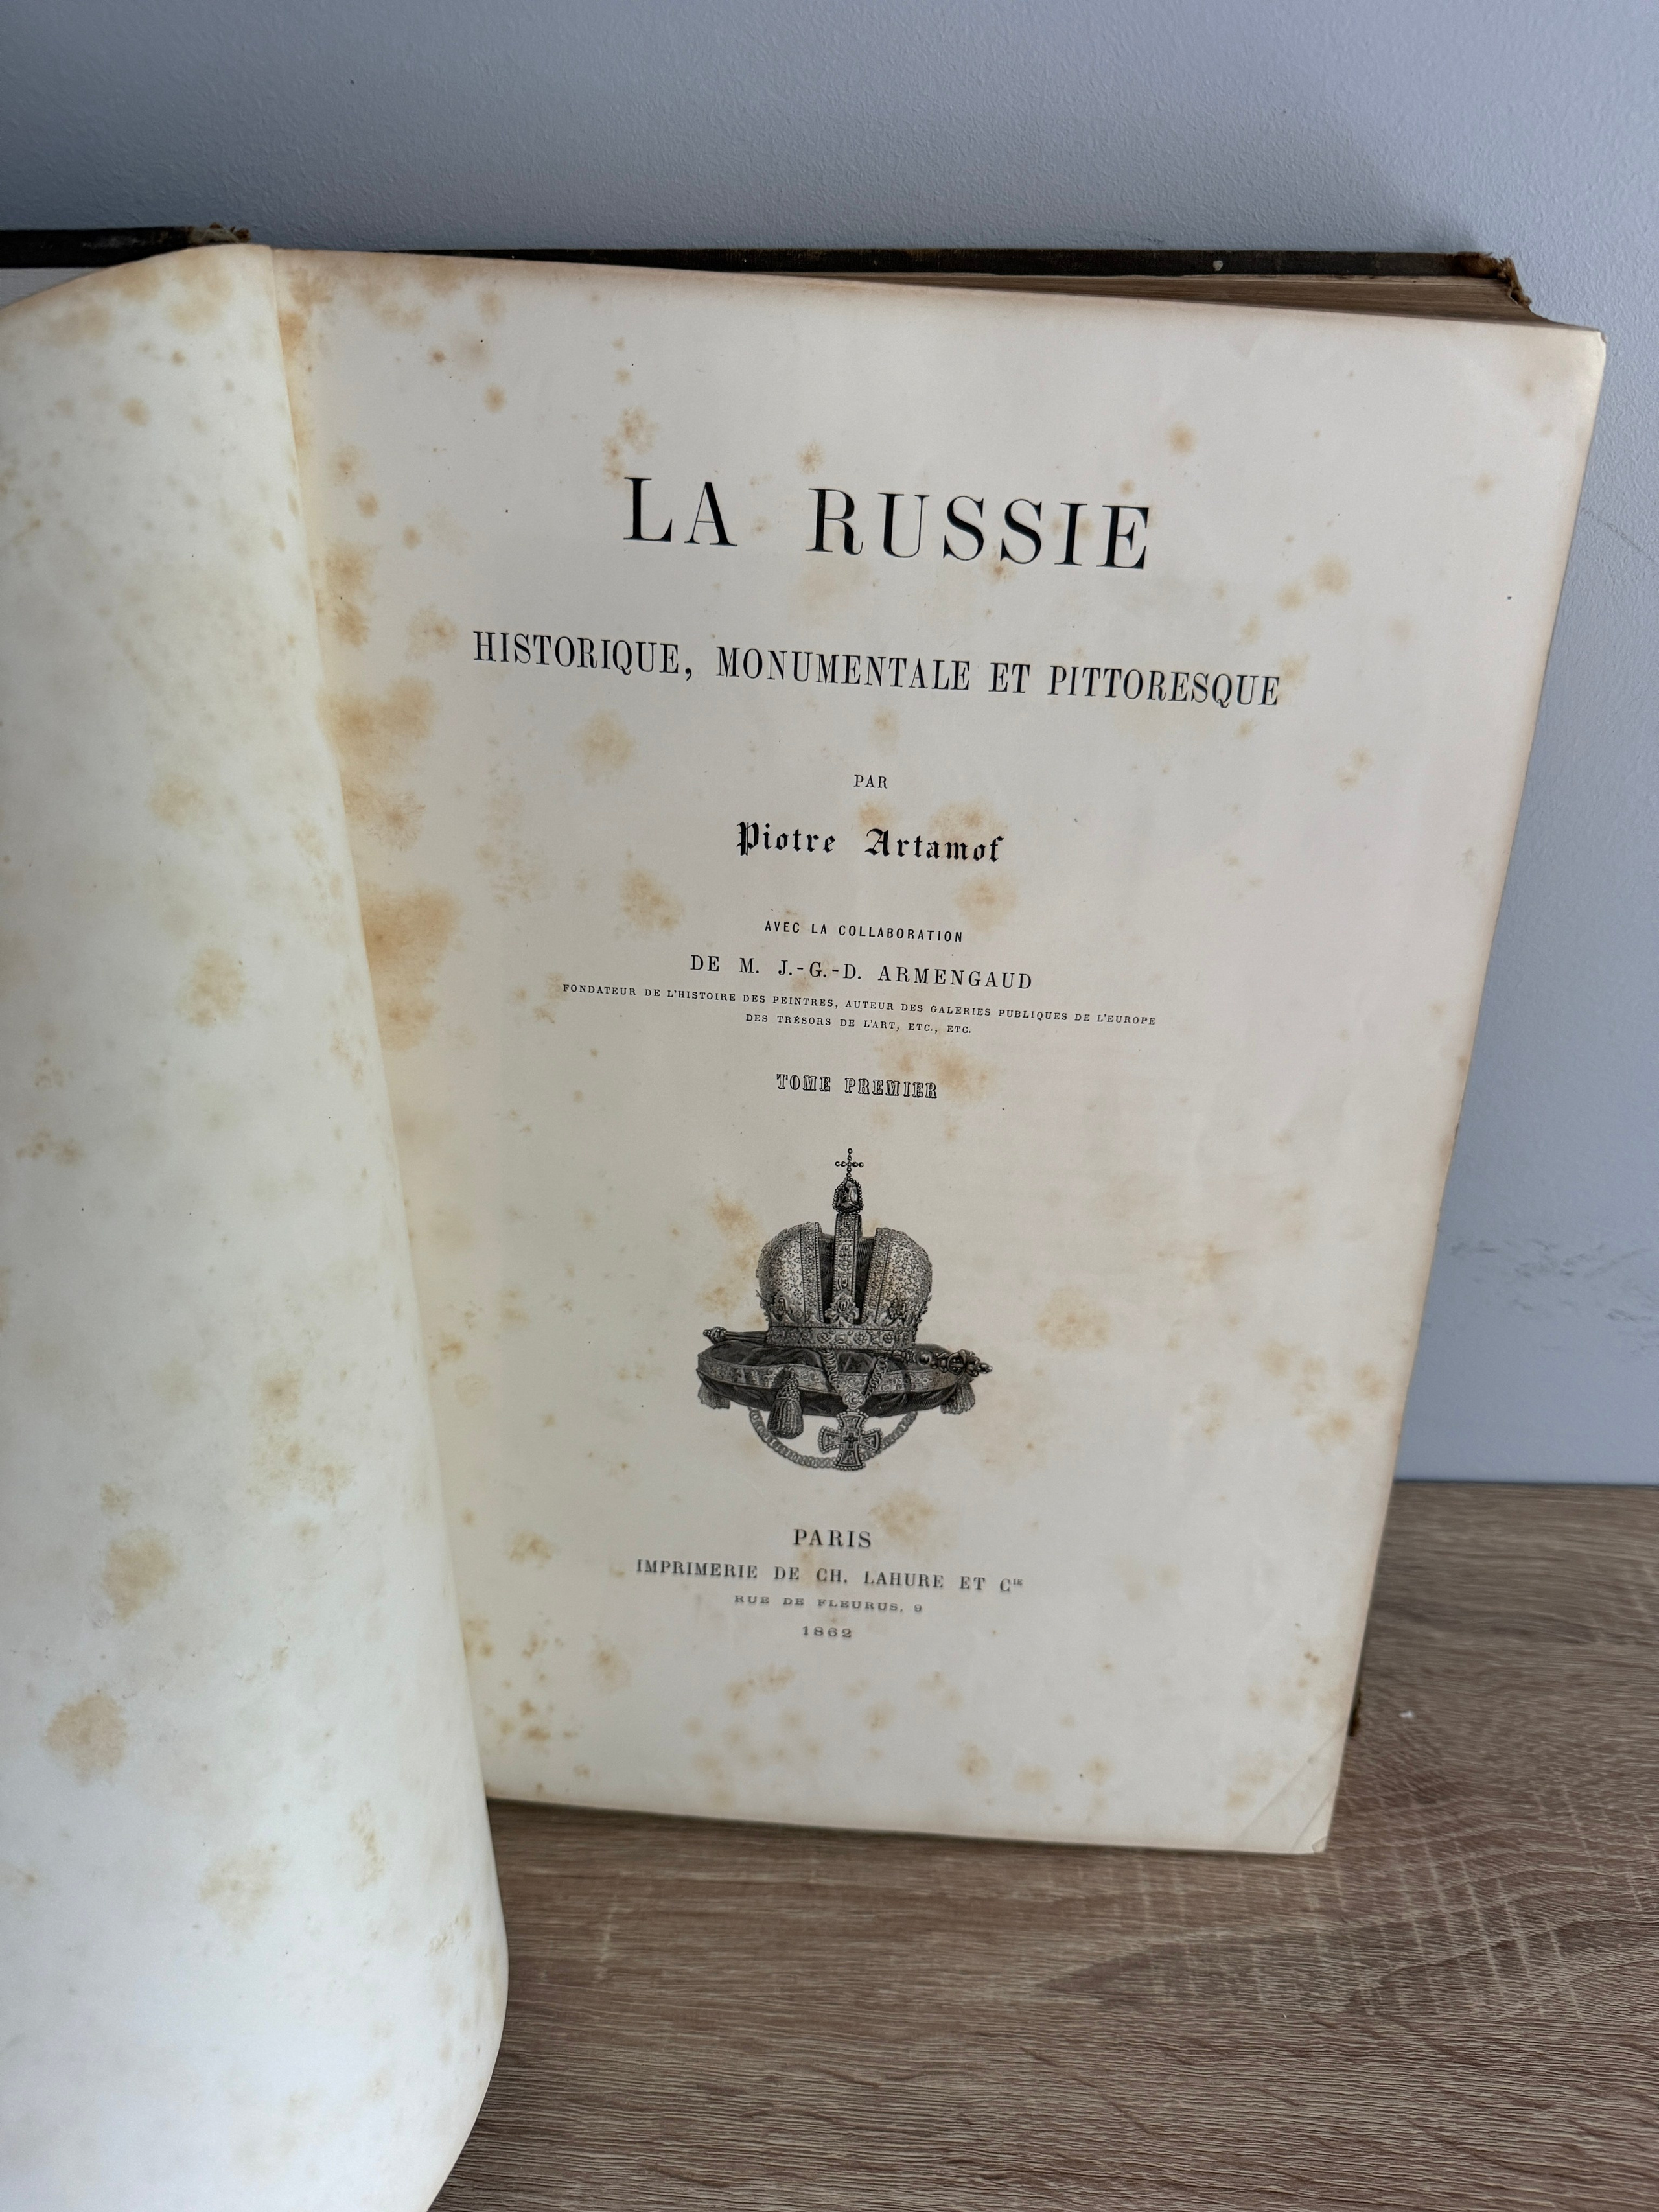 LA RUSSIE
HISTORIQUE, MONUMENTALE ET PITTORESQUE
PAR
Piotre Artamof
AVEC LA COLLABORATION
DE M. J.-G.-D. ARMENGAUD
FONDATEUR DE L'HISTOIRE DES PEINTRES, AUTEUR DES GALERIES PUBLIQUES DE L'EUROPE
DES TRÉSORS DE L'ART, ETC., ETC.
TOME PREMIER
PARIS
IMPRIMERIE DE CH. LAHURE ET Cie
RUE DE FLEURUS, 9
1862